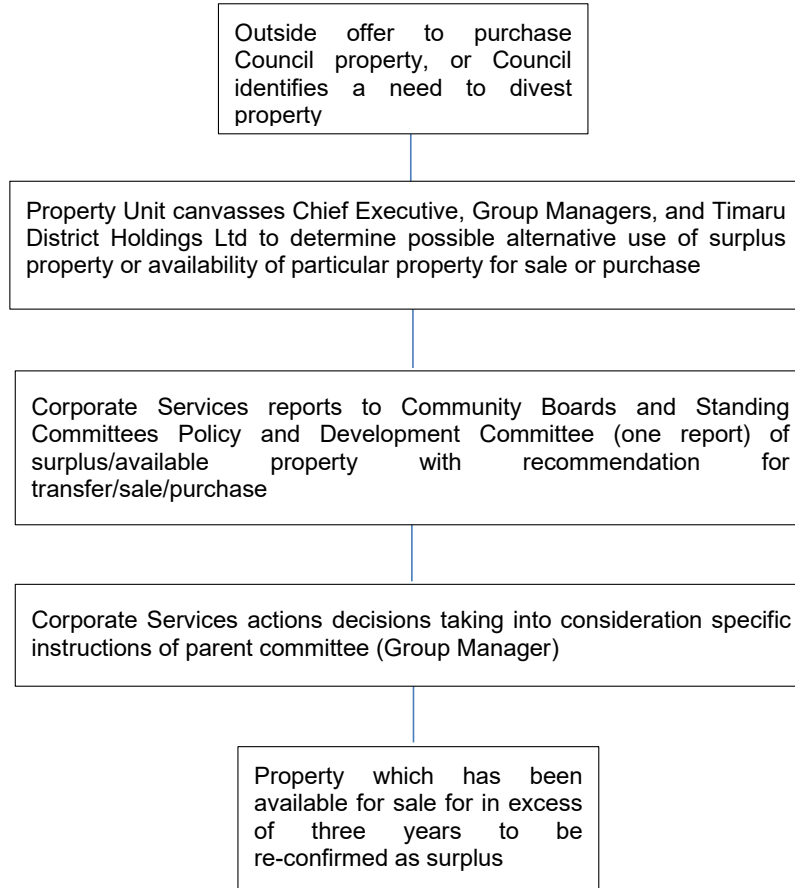 Outside offer to purchase
Council property, or Council
identifies a need to divest
property
Property Unit canvasses Chief Executive, Group Managers, and Timaru
District Holdings Ltd to determine possible alternative use of surplus
property or availability of particular property for sale or purchase
Corporate Services reports to Community Boards and Standing
Committees Policy and Development Committee (one report) of
surplus/available property with recommendation for
transfer/sale/purchase
Corporate Services actions decisions taking into consideration specific
instructions of parent committee (Group Manager)
Property which has been
available for sale for in excess
of three years to be
re-confirmed as surplus